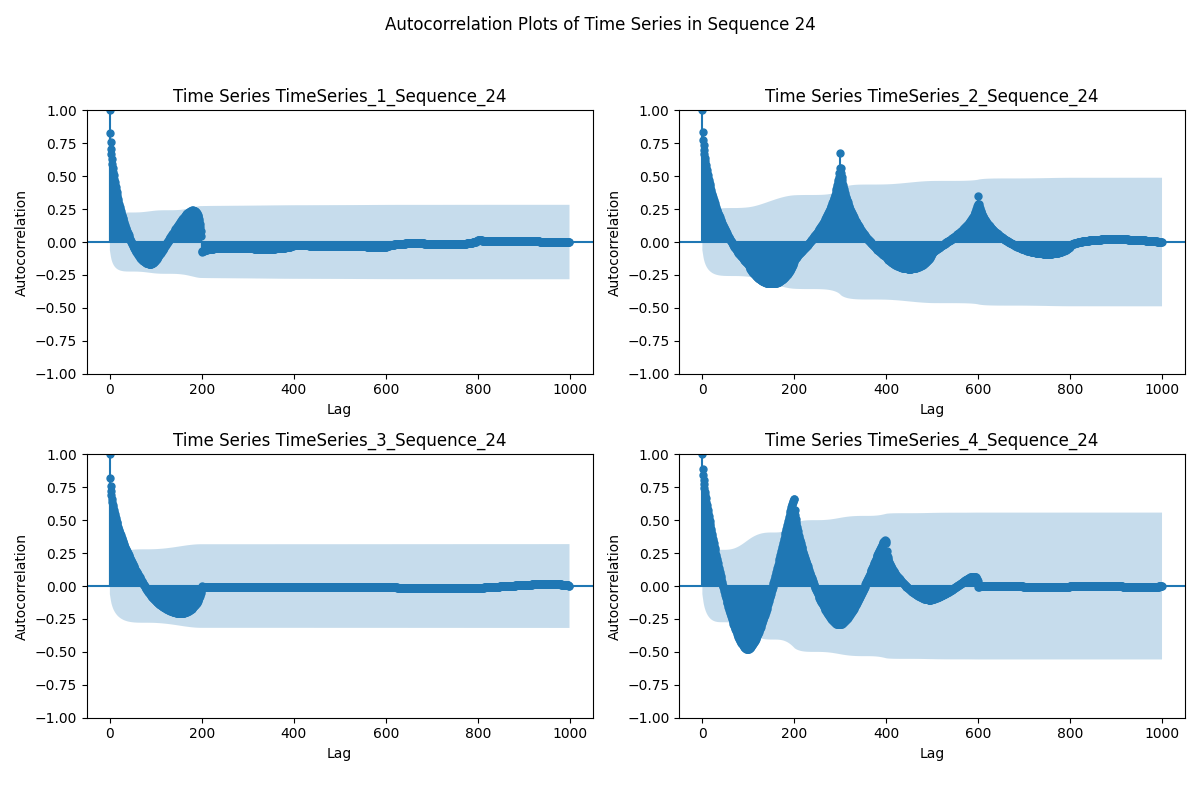 Autocorrelation Plots of Time Series in Sequence 24
Time Series TimeSeries_1_Sequence_24
1.00
0.75
0.50
0.25
0.00
−0.25
−0.50
−0.75
−1.00
Autocorrelation
0 200 400 600 800 1000
Lag
Time Series TimeSeries_2_Sequence_24
1.00
0.75
0.50
0.25
0.00
−0.25
−0.50
−0.75
−1.00
Autocorrelation
0 200 400 600 800 1000
Lag
Time Series TimeSeries_3_Sequence_24
1.00
0.75
0.50
0.25
0.00
−0.25
−0.50
−0.75
−1.00
Autocorrelation
0 200 400 600 800 1000
Lag
Time Series TimeSeries_4_Sequence_24
1.00
0.75
0.50
0.25
0.00
−0.25
−0.50
−0.75
−1.00
Autocorrelation
0 200 400 600 800 1000
Lag